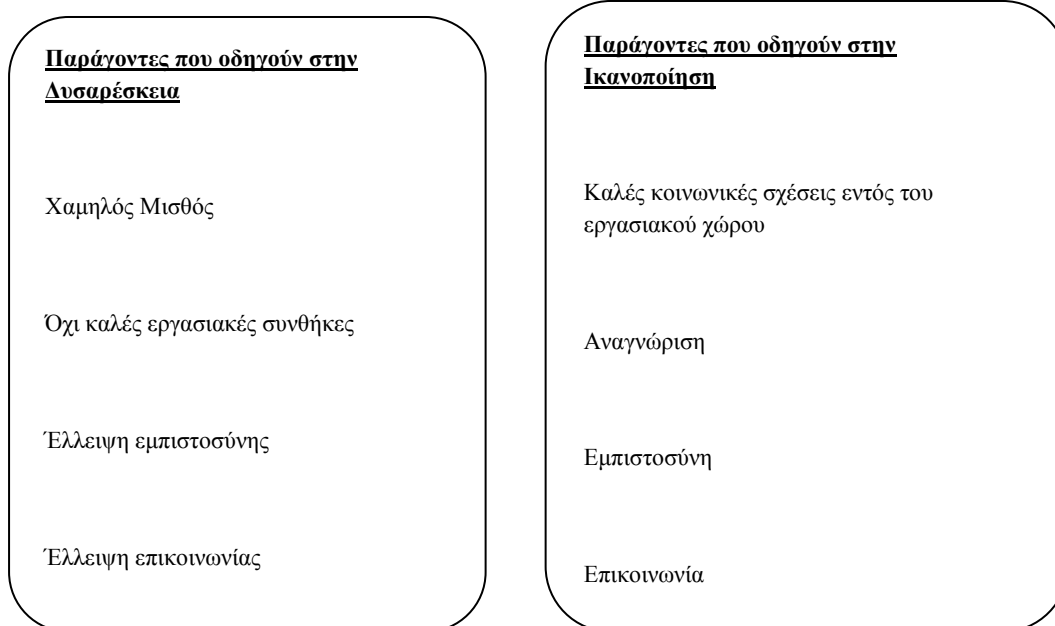 Παράγοντες που οδηγούν στην
Δυσαρέσκεια
Χαμηλός Μισθός
Όχι καλές εργασιακές συνθήκες
Έλλειψη εμπιστοσύνης
Έλλειψη επικοινωνίας
Παράγοντες που οδηγούν στην
Ικανοποίηση
Καλές κοινωνικές σχέσεις εντός του
εργασιακού χώρου
Αναγνώριση
Εμπιστοσύνη
Επικοινωνία